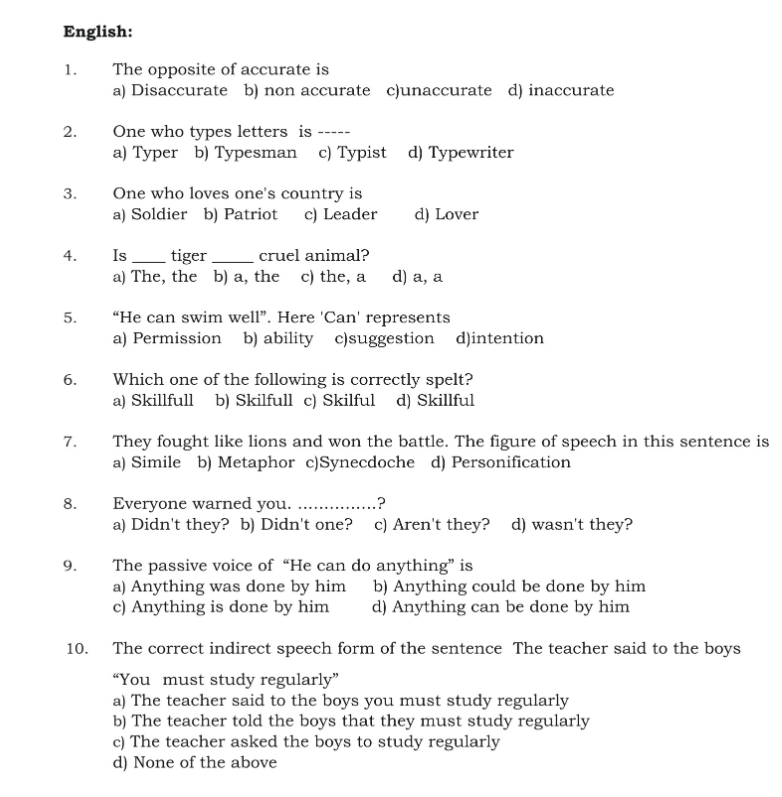 English:
1. The opposite of accurate is
a) Disaccurate b) non accurate c)unaccurate d) inaccurate
2. One who types letters is -----
a) Typer b) Typesman c) Typist d) Typewriter
3. One who loves one's country is
a) Soldier b) Patriot c) Leader d) Lover
4. Is ____ tiger _____ cruel animal?
a) The, the b) a, the c) the, a d) a, a
5. “He can swim well”. Here 'Can' represents
a) Permission b) ability c)suggestion d)intention
6. Which one of the following is correctly spelt?
a) Skillfull b) Skilfull c) Skilful d) Skillful
7. They fought like lions and won the battle. The figure of speech in this sentence is
a) Simile b) Metaphor c)Synecdoche d) Personification
8. Everyone warned you. ...............?
a) Didn't they? b) Didn't one? c) Aren't they? d) wasn't they?
9. The passive voice of “He can do anything” is
a) Anything was done by him b) Anything could be done by him
c) Anything is done by him d) Anything can be done by him
10. The correct indirect speech form of the sentence The teacher said to the boys
“You must study regularly”
a) The teacher said to the boys you must study regularly
b) The teacher told the boys that they must study regularly
c) The teacher asked the boys to study regularly
d) None of the above